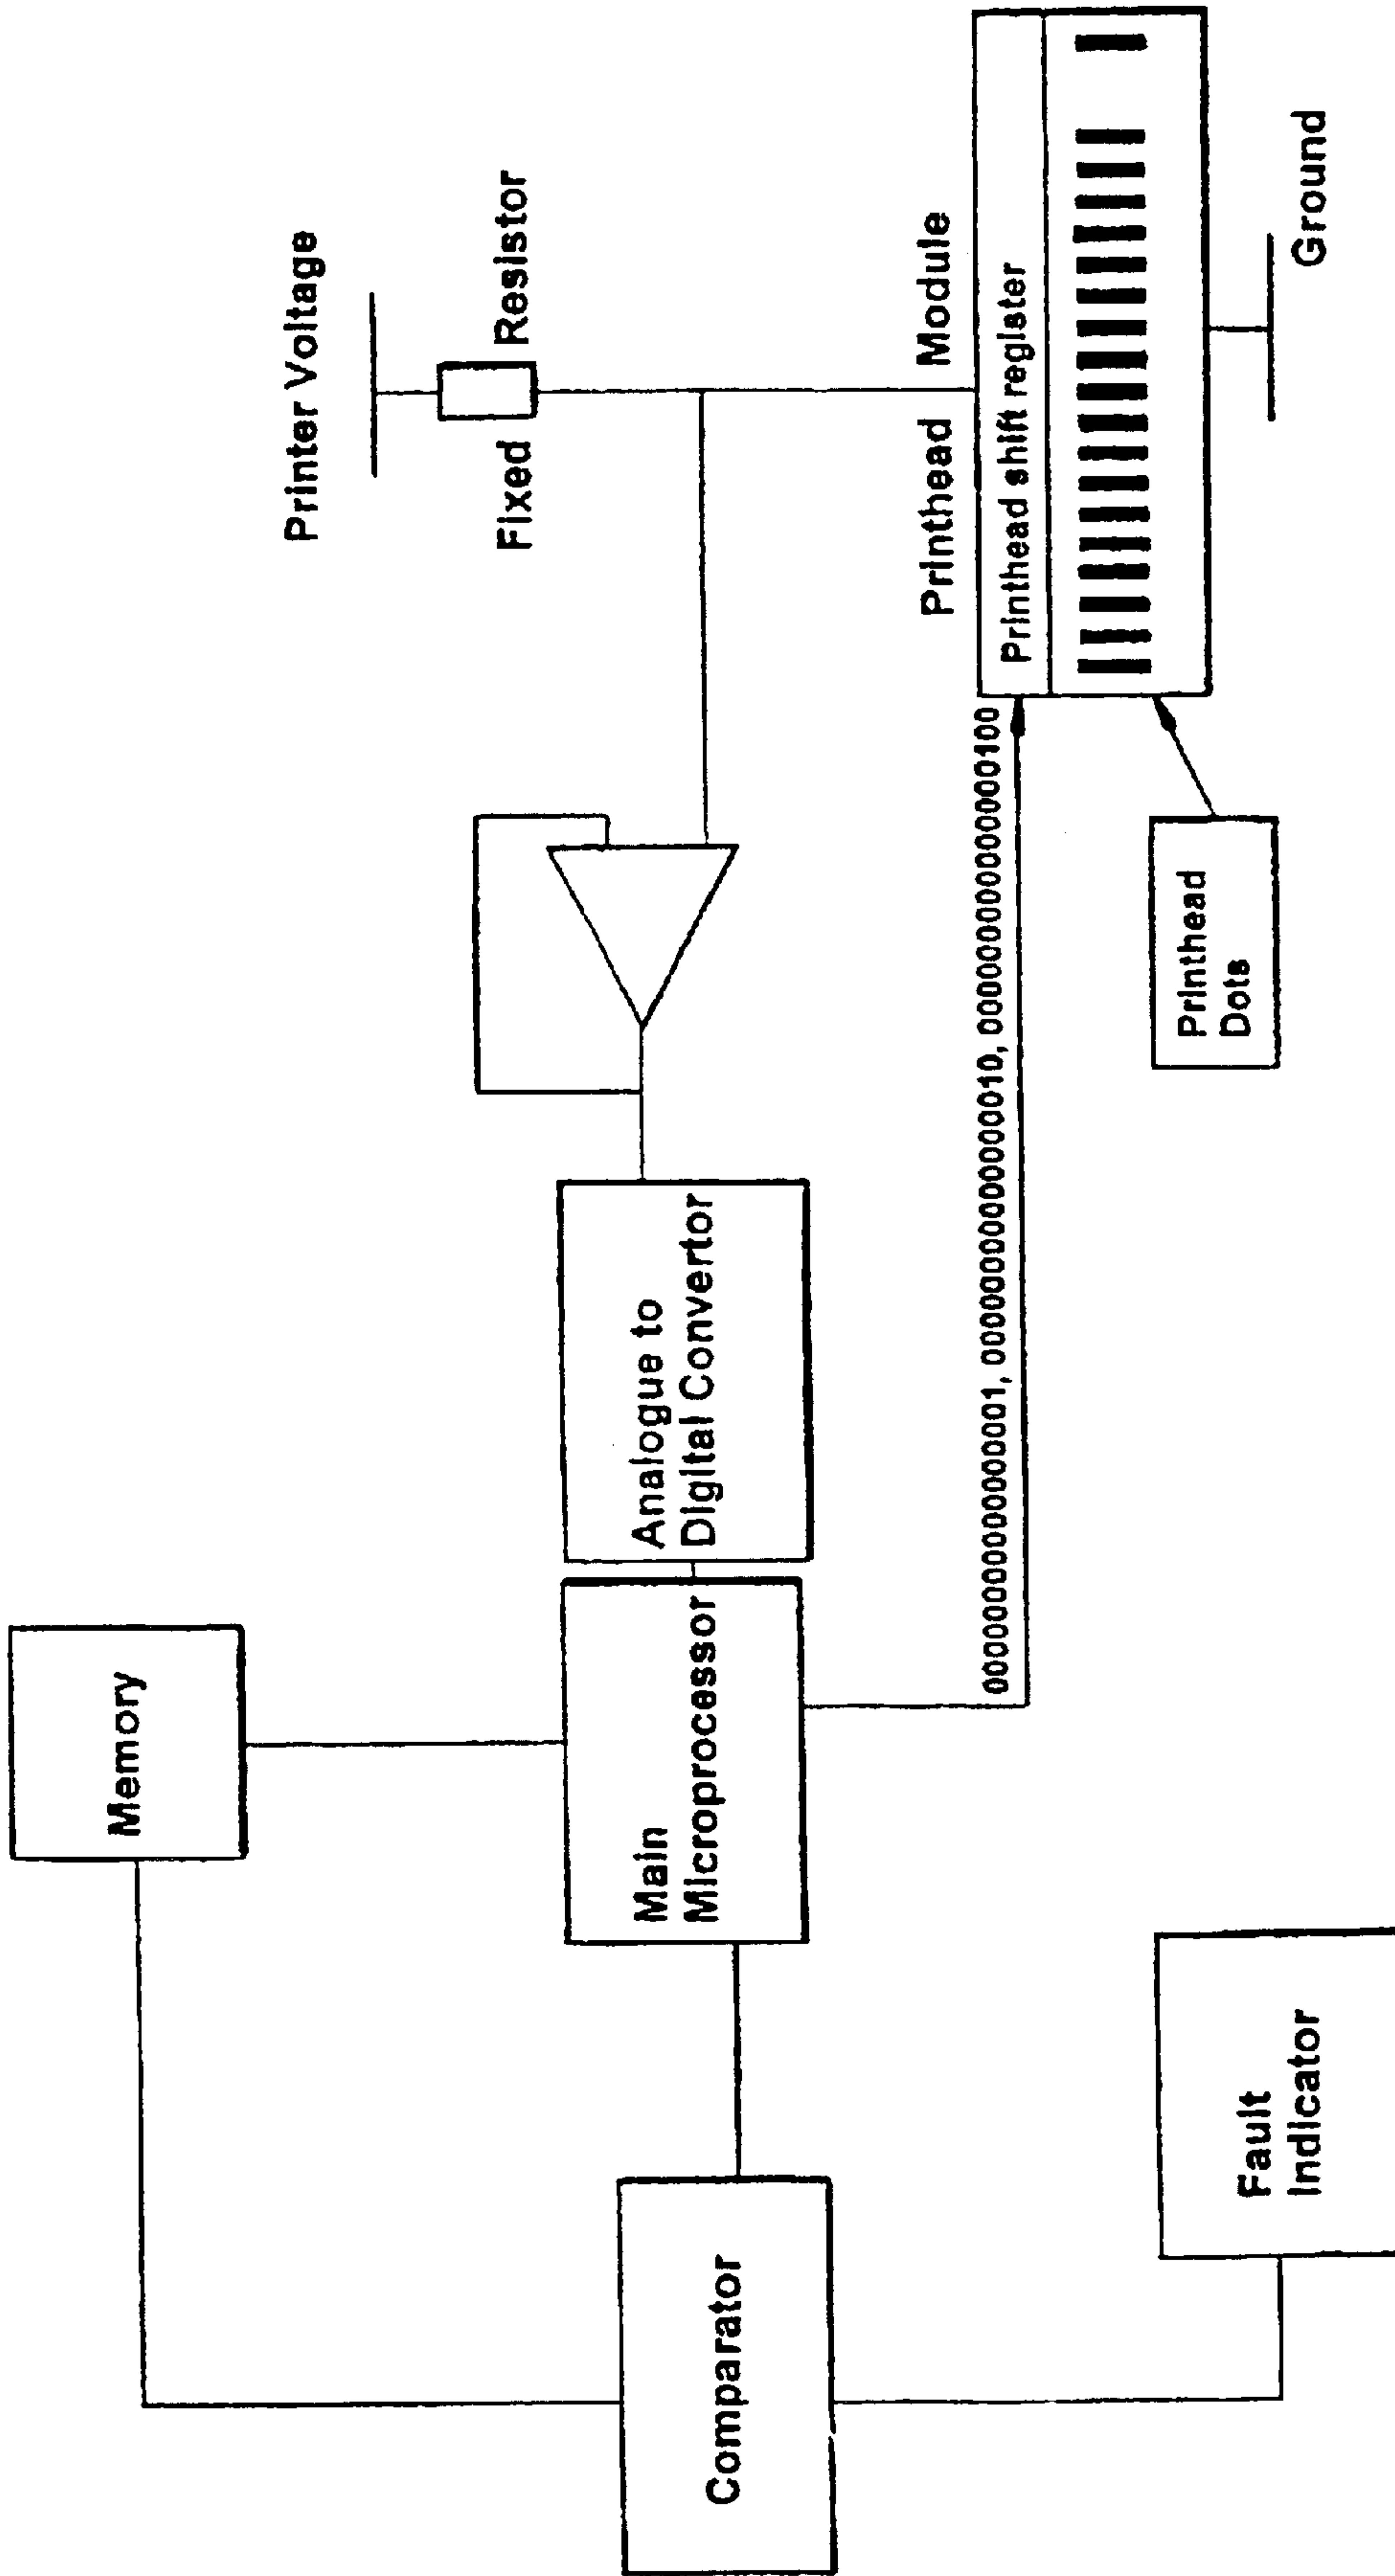 Memory
Printer Voltage
Fixed Resistor
Main
Microprocessor
Analogue to
Digital Convertor
Comparator
Printhead Module
Printhead shift register
0000000000000001, 0000000000000010, 0000000000000100
Printhead
Dots
Fault
Indicator
Ground